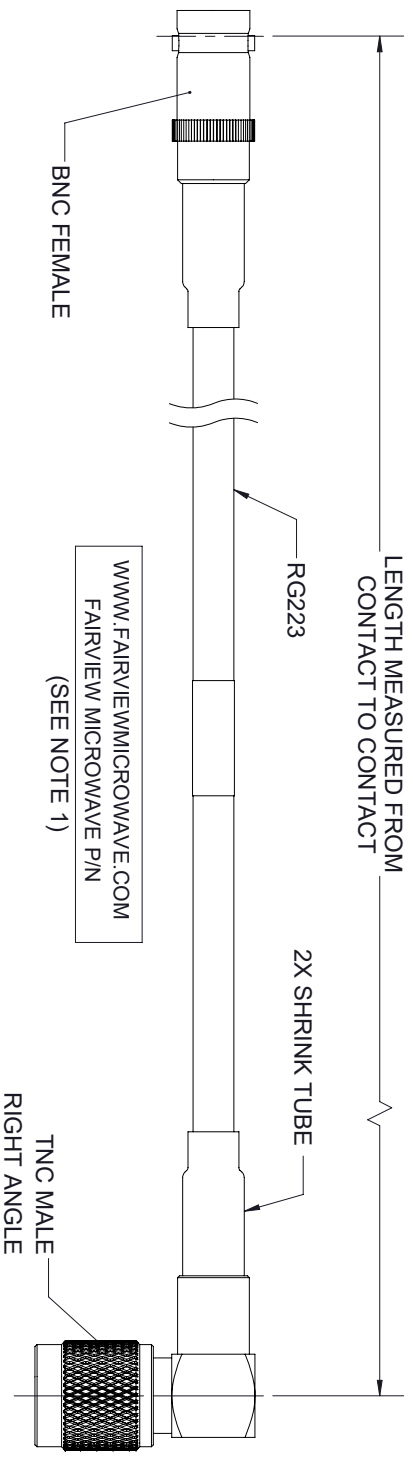 LENGTH MEASURED FROM
CONTACT TO CONTACT
BNC FEMALE
RG223
2X SHRINK TUBE
WWW.FAIRVIEWMICROWAVE.COM
FAIRVIEW MICROWAVE P/N
(SEE NOTE 1)
TNC MALE
RIGHT ANGLE